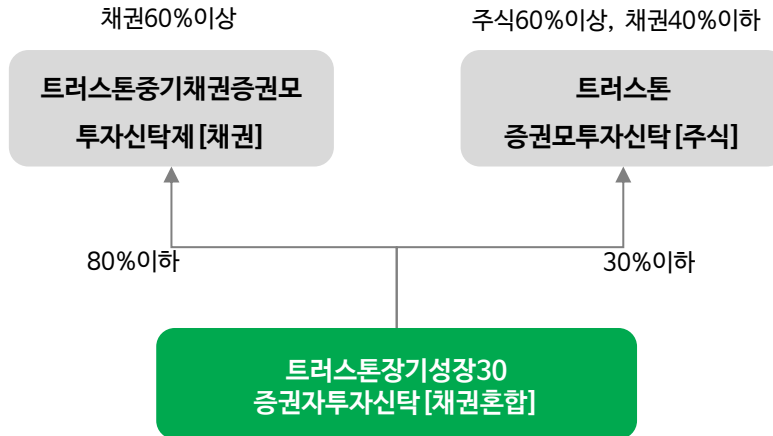 채권60%이상
주식60%이상, 채권40%이하
트러스톤중기채권증권모
투자신탁제[채권]
트러스톤
증권모투자신탁[주식]
80%이하
30%이하
트러스톤장기성장30
증권자투자신탁[채권혼합]